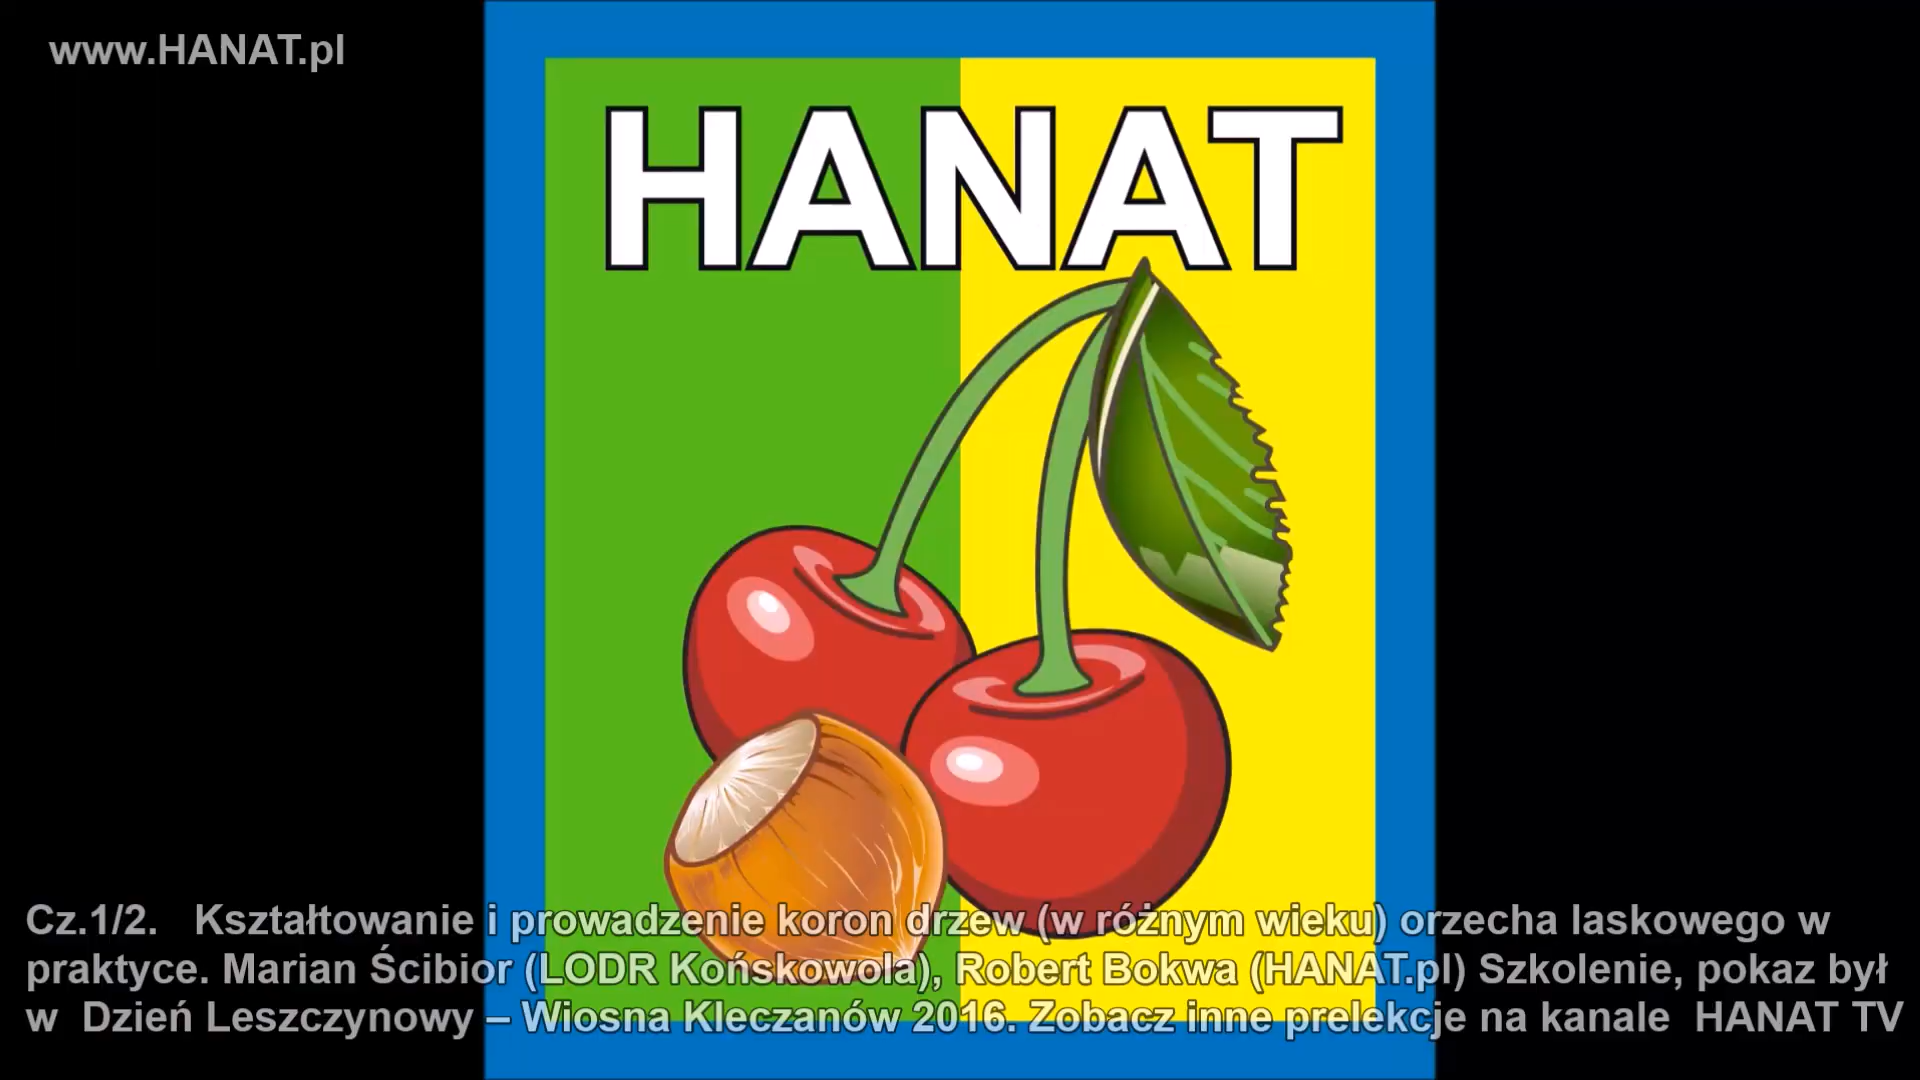 www.HANAT.pl
HANAT
Cz.1/2. Kształtowanie i prowadzenie koron drzew (w różnym wieku) orzecha laskowego w
praktyce. Marian Ścibior (LODR Końskowola), Robert Bokwa (HANAT.pl) Szkolenie, pokaz był
w Dzień Leszczynowy – Wiosna Kleczanów 2016. Zobacz inne prelekcje na kanale HANAT TV